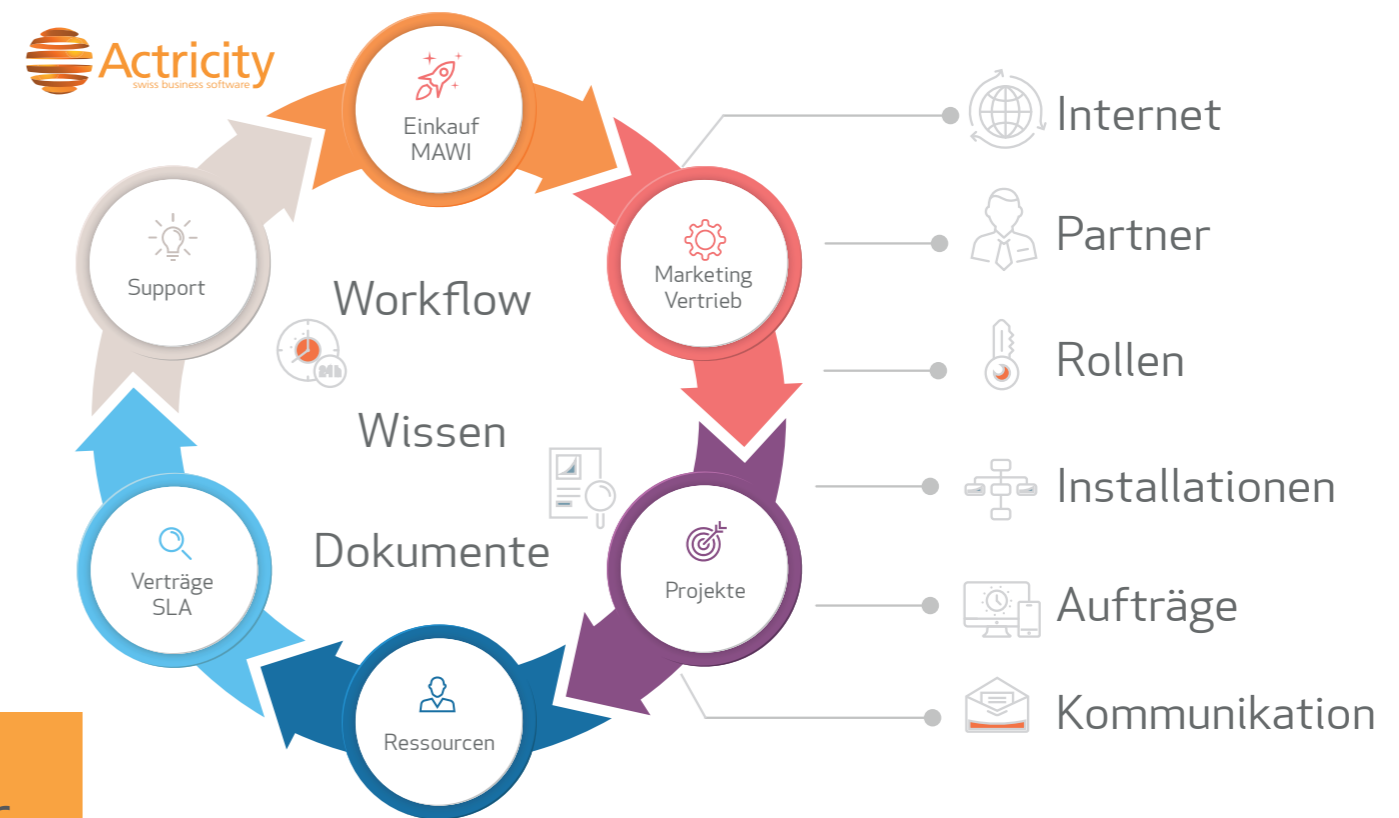 Actricity
swiss business software
Einkauf
MAWI
Marketing
Vertrieb
Projekte
Ressourcen
Verträge
SLA
Support
Workflow
24h
Wissen
Dokumente
Internet
Partner
Rollen
Installationen
Aufträge
Kommunikation